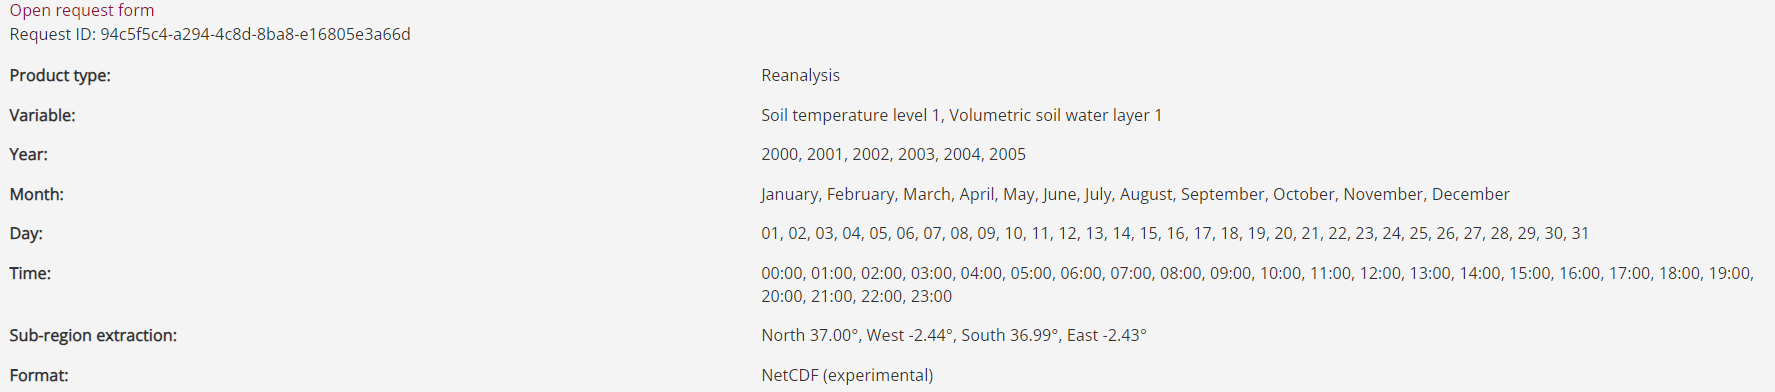 Open request form
Request ID: 94c5f5c4-a294-4c8d-8ba8-e16805e3a66d
Product type: Reanalysis
Variable: Soil temperature level 1, Volumetric soil water layer 1
Year: 2000, 2001, 2002, 2003, 2004, 2005
Month: January, February, March, April, May, June, July, August, September, October, November, December
Day: 01, 02, 03, 04, 05, 06, 07, 08, 09, 10, 11, 12, 13, 14, 15, 16, 17, 18, 19, 20, 21, 22, 23, 24, 25, 26, 27, 28, 29, 30, 31
Time: 00:00, 01:00, 02:00, 03:00, 04:00, 05:00, 06:00, 07:00, 08:00, 09:00, 10:00, 11:00, 12:00, 13:00, 14:00, 15:00, 16:00, 17:00, 18:00, 19:00,
20:00, 21:00, 22:00, 23:00
Sub-region extraction: North 37.00°, West -2.44°, South 36.99°, East -2.43°
Format: NetCDF (experimental)